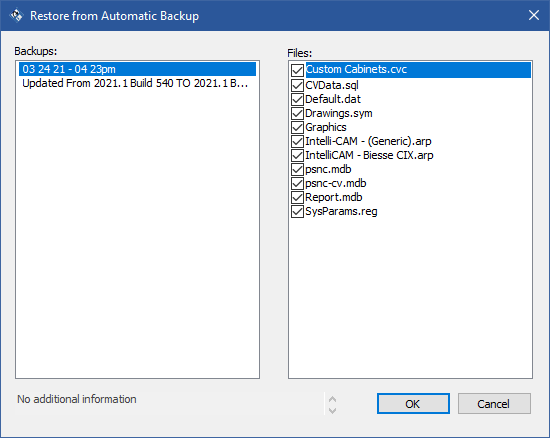 Restore from Automatic Backup
Backups:
03 24 21 - 04 23pm
Updated From 2021.1 Build 540 TO 2021.1 B...
Files:
Custom Cabinets.cvc
CVData.sql
Default.dat
Drawings.sym
Graphics
Intelli-CAM - (Generic).arp
IntelliCAM - Biesse CIX.arp
psnc.mdb
psnc-cv.mdb
Report.mdb
SysParams.reg
No additional information
OK
Cancel